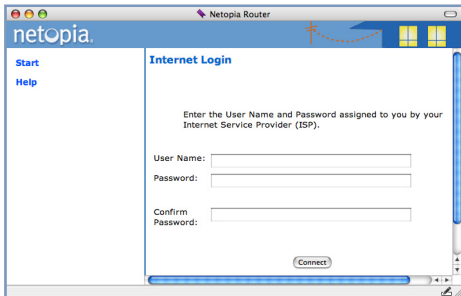 Netopia Router
netopia.
Start
Help
Internet Login
Enter the User Name and Password assigned to you by your
Internet Service Provider (ISP).
User Name:
Password:
Confirm
Password:
Connect